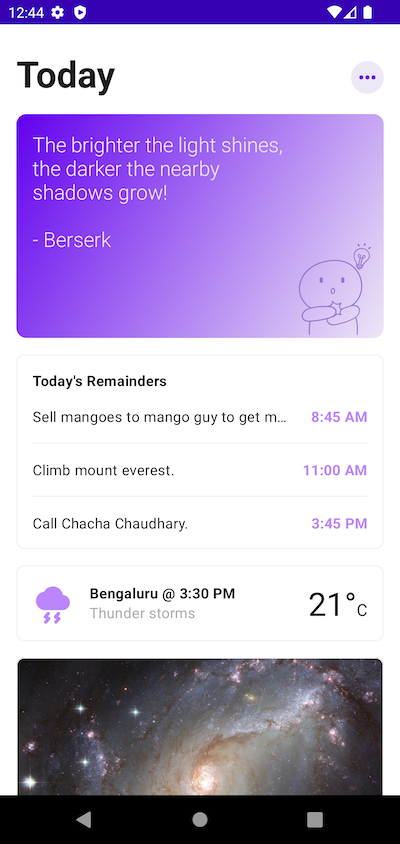 12:44
Today
The brighter the light shines,
the darker the nearby
shadows grow!
- Berserk
Today's Remainders
Sell mangoes to mango guy to get m...
8:45 AM
Climb mount everest.
11:00 AM
Call Chacha Chaudhary.
3:45 PM
Bengaluru @ 3:30 PM
Thunder storms
21°C